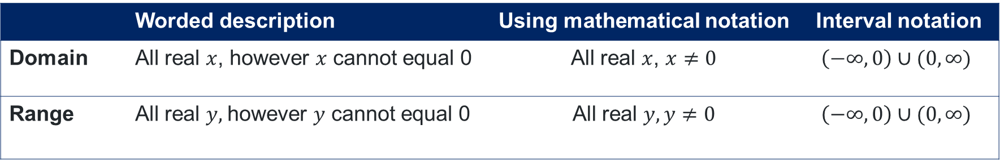 Worded description Using mathematical notation Interval notation
Domain All real x, however x cannot equal 0 All real x, x ≠ 0 (−∞, 0) ∪ (0, ∞)
Range All real y, however y cannot equal 0 All real y, y ≠ 0 (−∞, 0) ∪ (0, ∞)